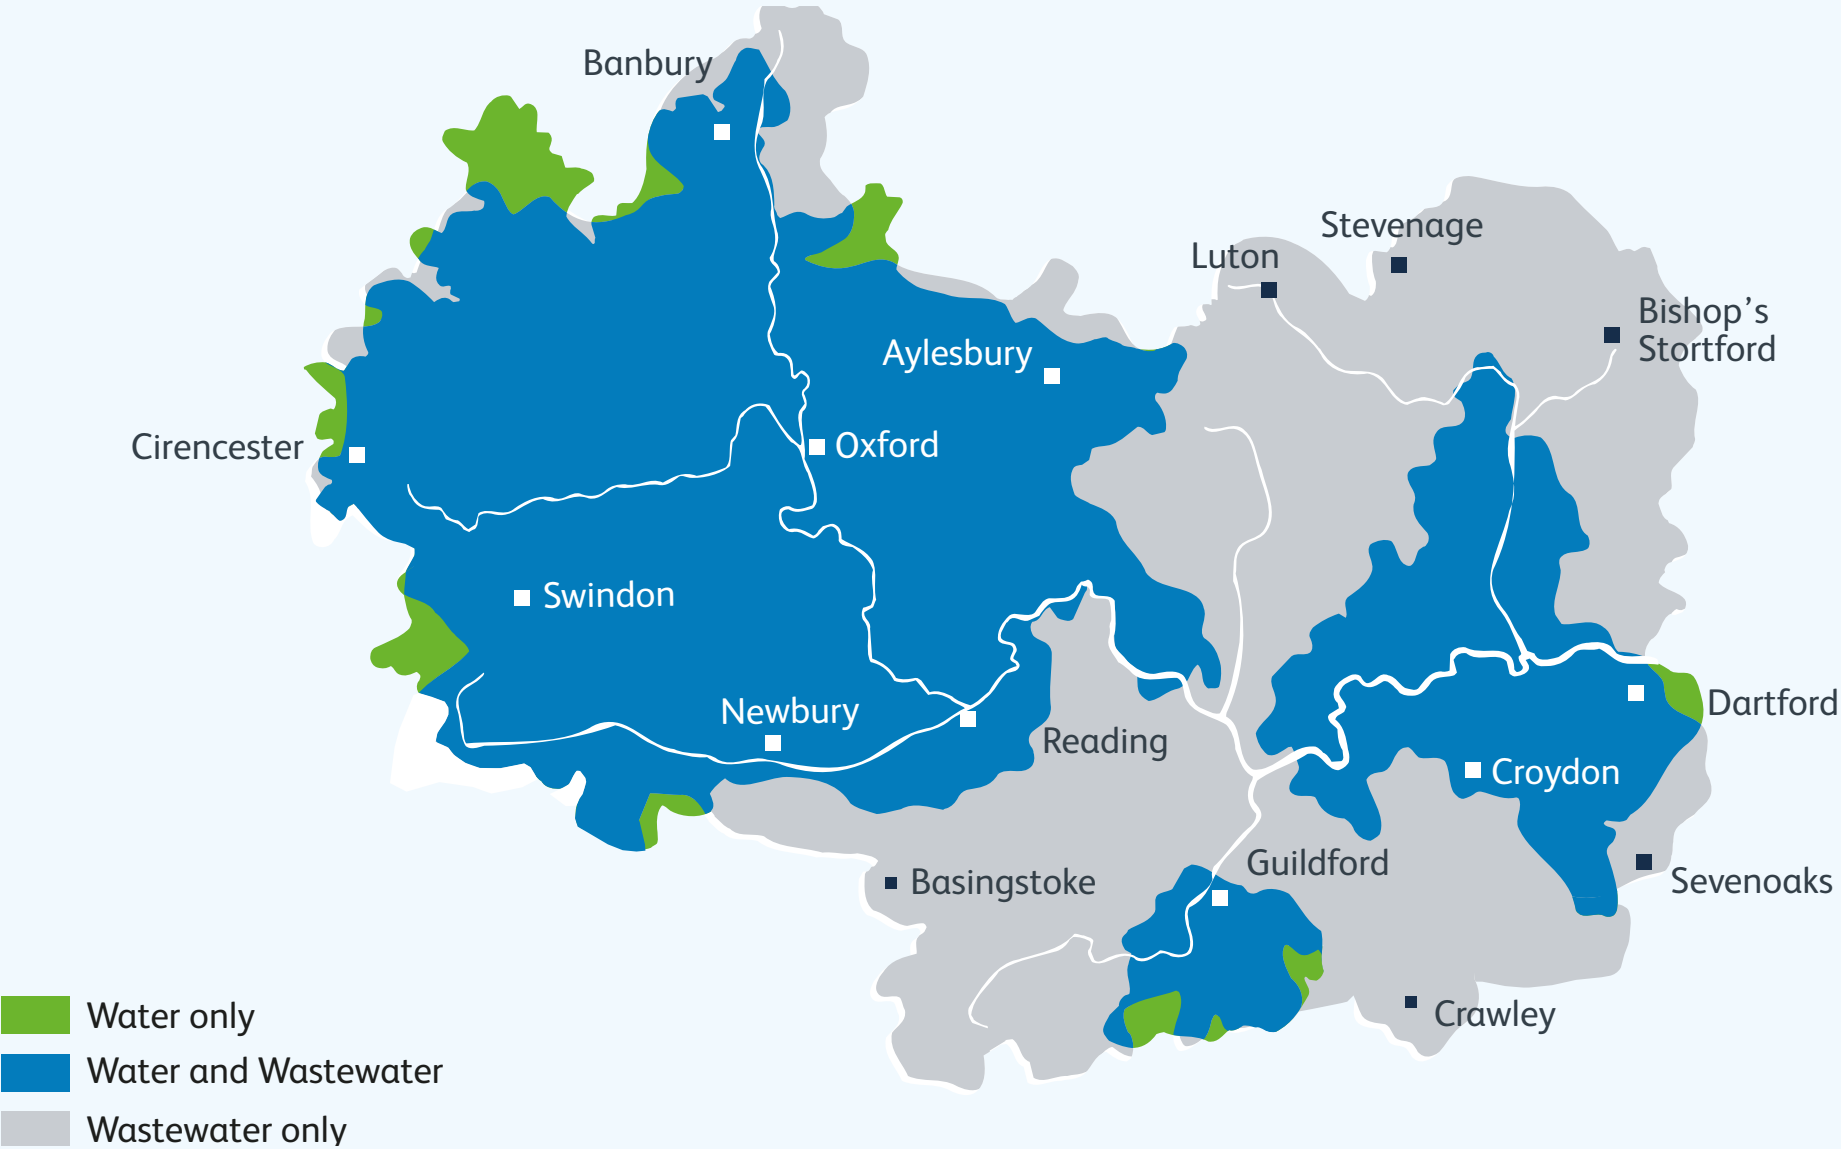 Banbury
Stevenage
Luton
Bishop's
Stortford
Aylesbury
Cirencester
Oxford
Swindon
Newbury
Dartford
Reading
Croydon
Guildford
Basingstoke
Sevenoaks
Crawley
Water only
Water and Wastewater
Wastewater only